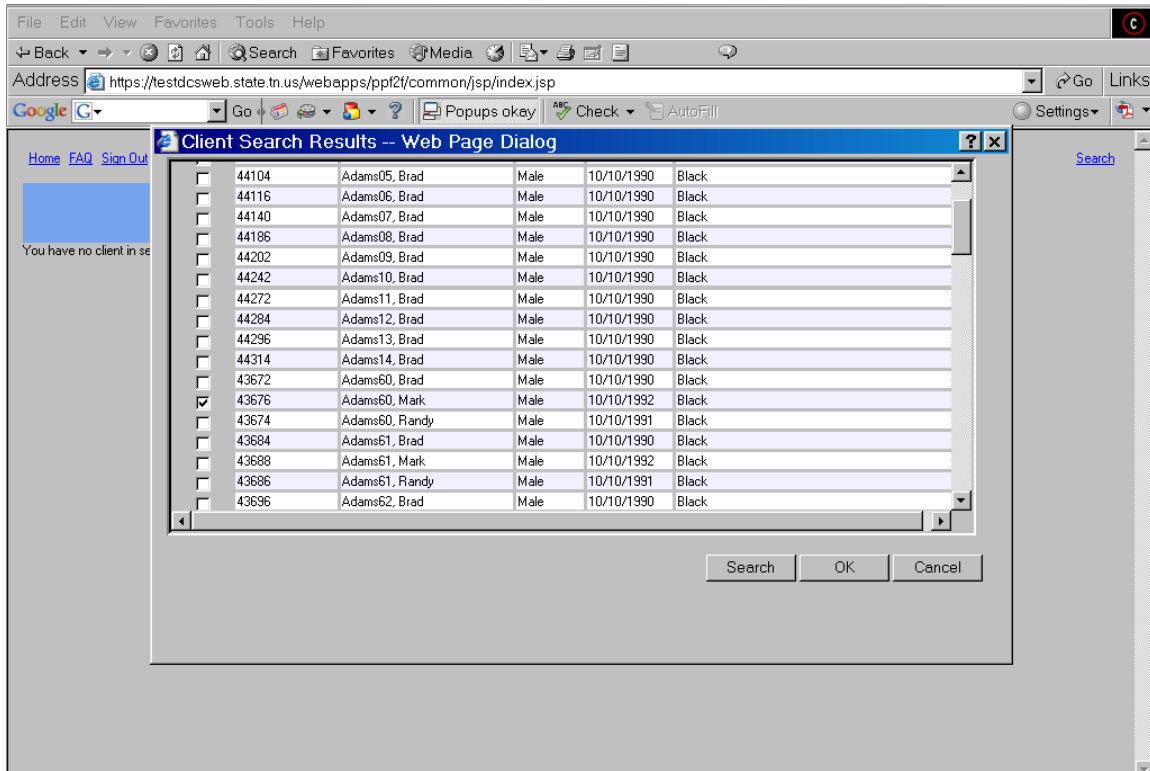 File Edit View Favorites Tools Help
Back Search Favorites Media
Address https://testdcsweb.state.tn.us/webapps/ppf2f/common/jsp/index.jsp Go Links
Google G Go Popups okay ABC Check AutoFill Settings
Client Search Results -- Web Page Dialog
Home FAQ Sign Out Search
You have no client in se
44104 Adams05, Brad Male 10/10/1990 Black
44116 Adams06, Brad Male 10/10/1990 Black
44140 Adams07, Brad Male 10/10/1990 Black
44186 Adams08, Brad Male 10/10/1990 Black
44202 Adams09, Brad Male 10/10/1990 Black
44242 Adams10, Brad Male 10/10/1990 Black
44272 Adams11, Brad Male 10/10/1990 Black
44284 Adams12, Brad Male 10/10/1990 Black
44296 Adams13, Brad Male 10/10/1990 Black
44314 Adams14, Brad Male 10/10/1990 Black
43672 Adams60, Brad Male 10/10/1990 Black
43676 Adams60, Mark Male 10/10/1992 Black
43674 Adams60, Randy Male 10/10/1991 Black
43684 Adams61, Brad Male 10/10/1990 Black
43688 Adams61, Mark Male 10/10/1992 Black
43686 Adams61, Randy Male 10/10/1991 Black
43696 Adams62, Brad Male 10/10/1990 Black
Search OK Cancel